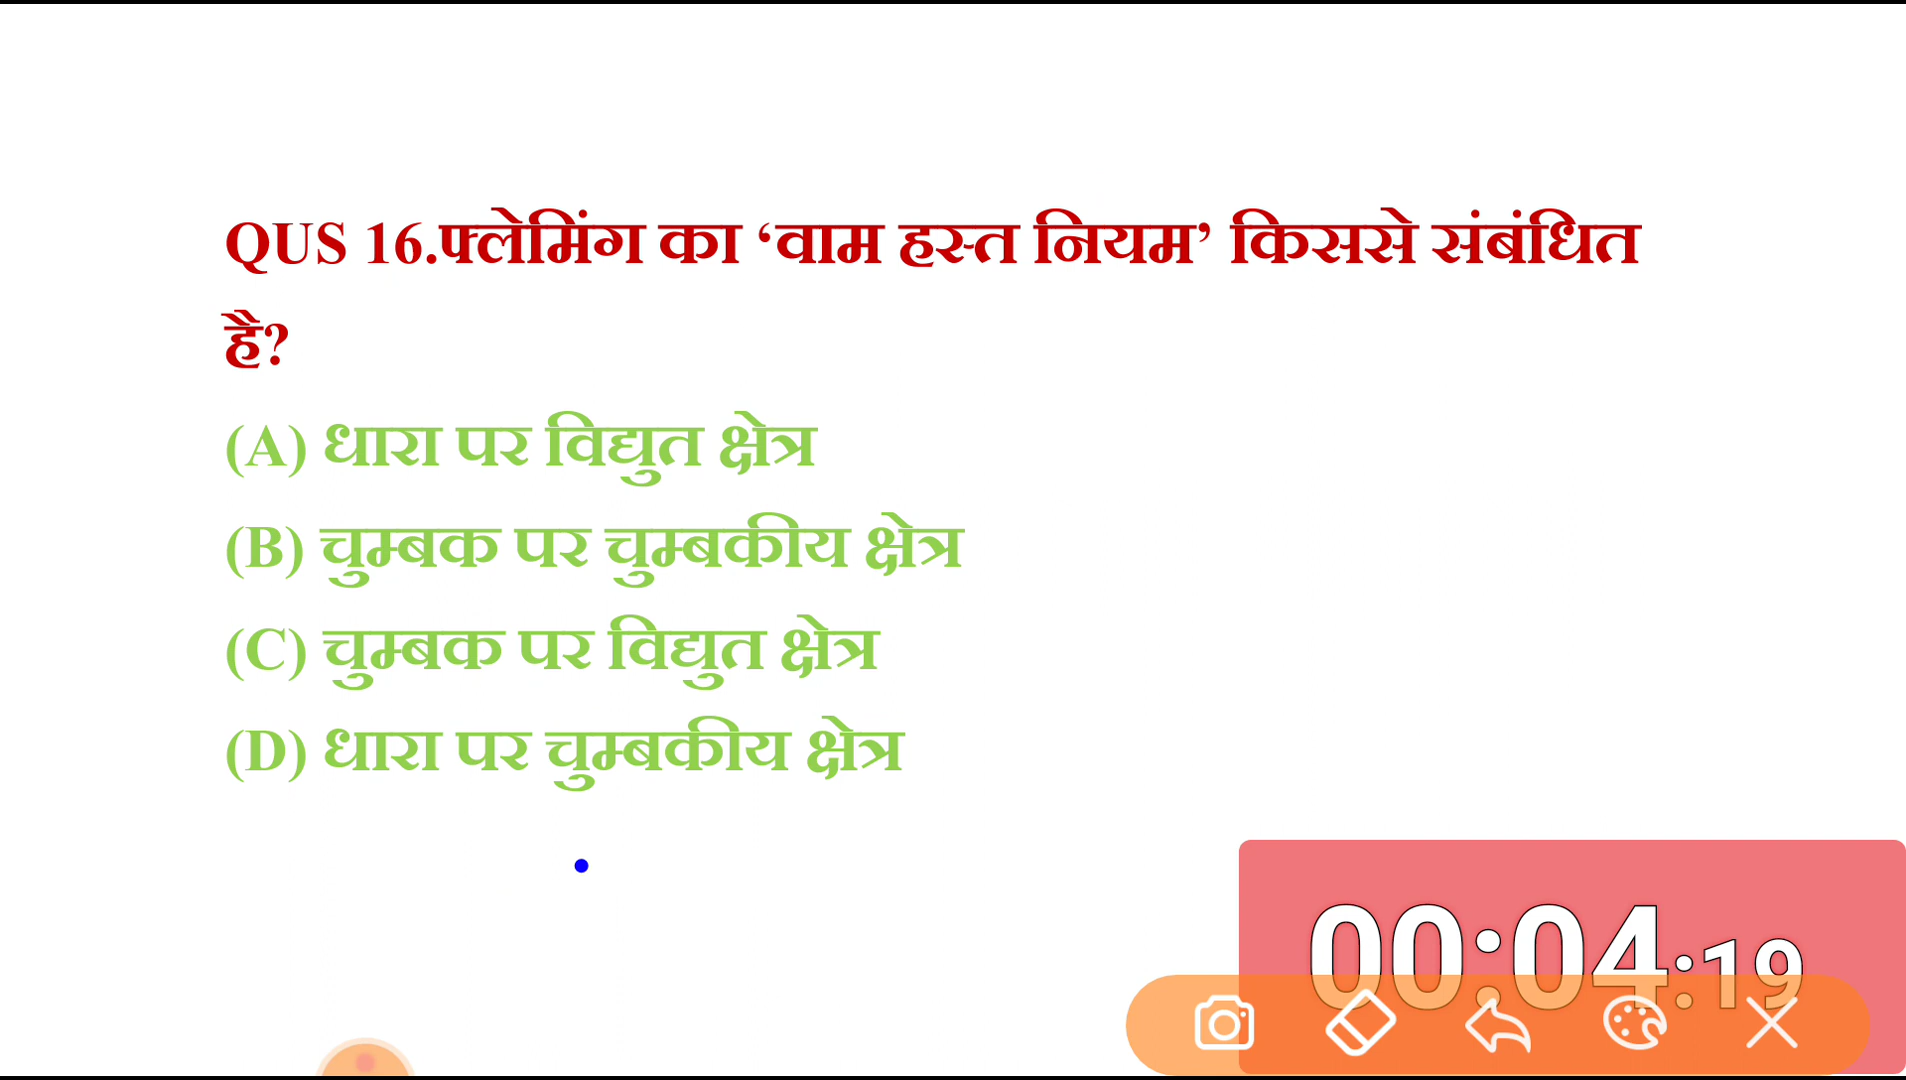 QUS 16.फ्लेमिंग का ‘वाम हस्त नियम’ किससे संबंधित
है?
(A) धारा पर विद्युत क्षेत्र
(B) चुम्बक पर चुम्बकीय क्षेत्र
(C) चुम्बक पर विद्युत क्षेत्र
(D) धारा पर चुम्बकीय क्षेत्र
00:04:19